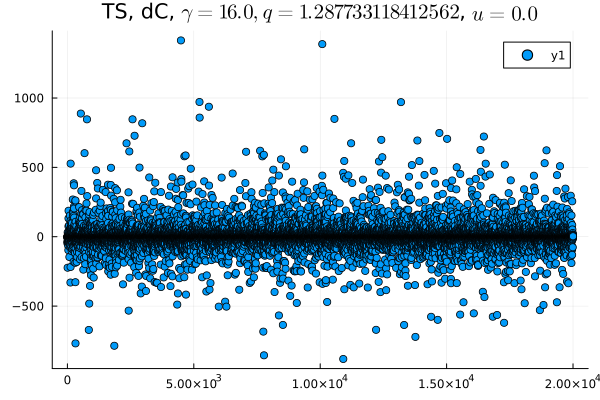 TS, dC, γ = 16.0, q = 1.287733118412562, u = 0.0
y1
1000
500
0
−500
0 5.00×10³ 1.00×10⁴ 1.50×10⁴ 2.00×10⁴